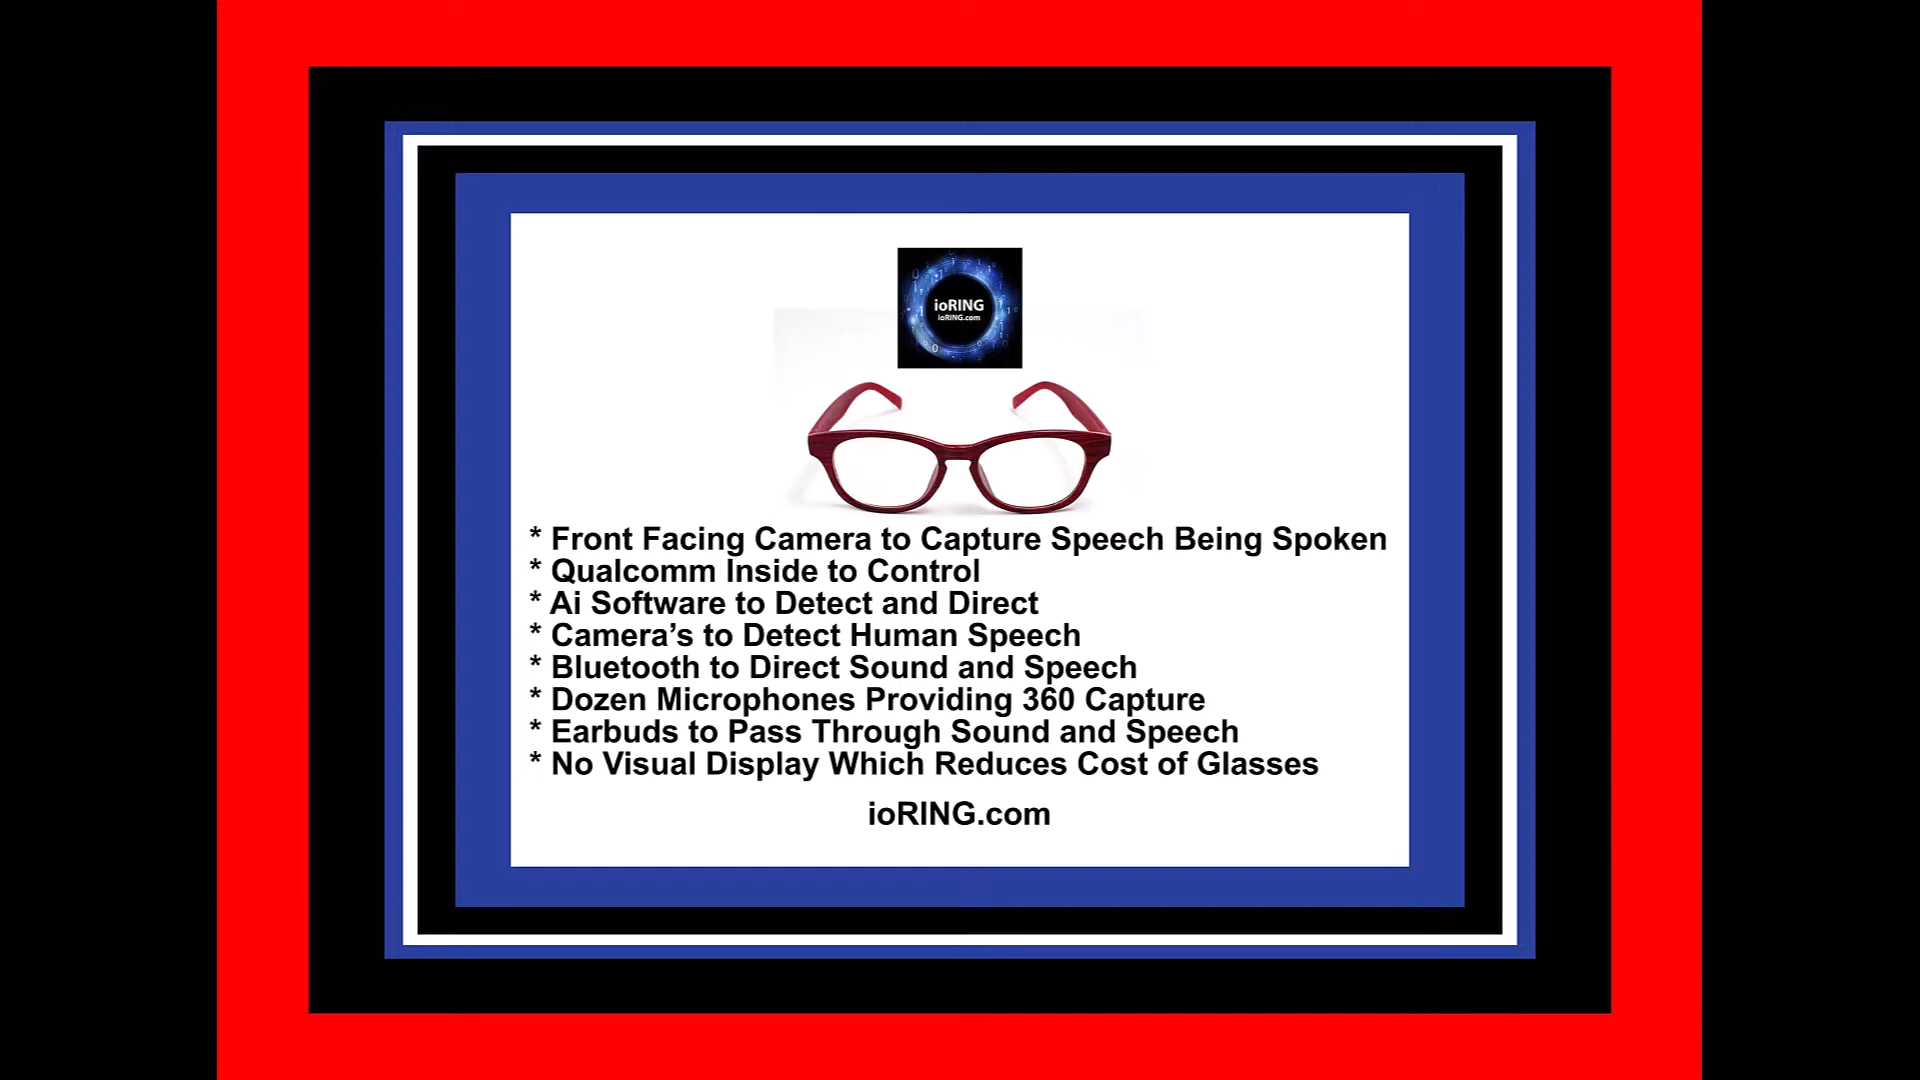 ioRING
ioRING.com
* Front Facing Camera to Capture Speech Being Spoken
* Qualcomm Inside to Control
* Ai Software to Detect and Direct
* Camera’s to Detect Human Speech
* Bluetooth to Direct Sound and Speech
* Dozen Microphones Providing 360 Capture
* Earbuds to Pass Through Sound and Speech
* No Visual Display Which Reduces Cost of Glasses
ioRING.com